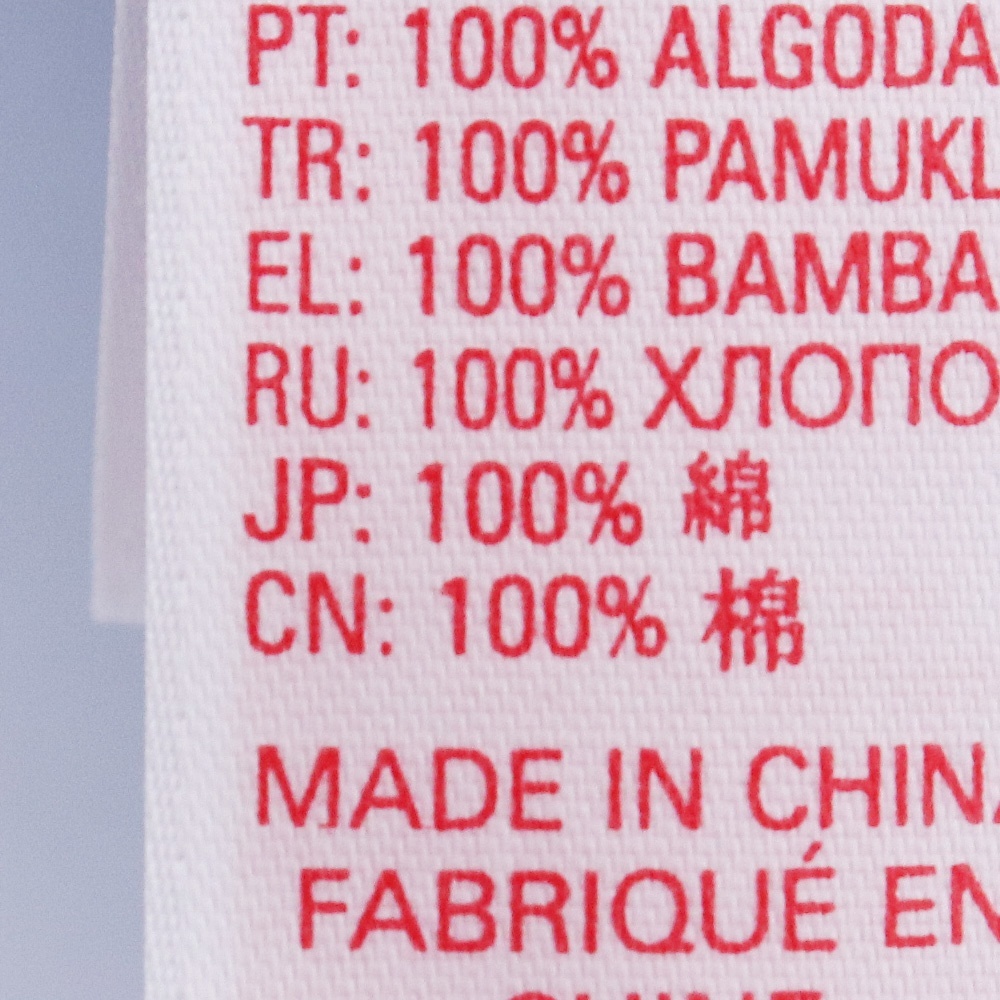 PT: 100% ALGODA
TR: 100% PAMUKL
EL: 100% BAMBA
RU: 100% ХЛОПО
JP: 100% 綿
CN: 100% 棉
MADE IN CHINA
FABRIQUÉ EN